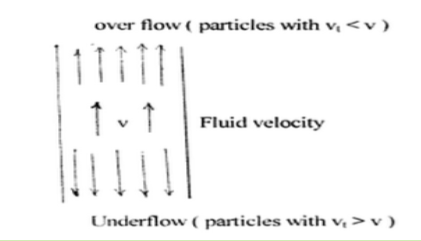 over flow ( particles with vₜ < v )
v
Fluid velocity
Underflow ( particles with vₜ > v )